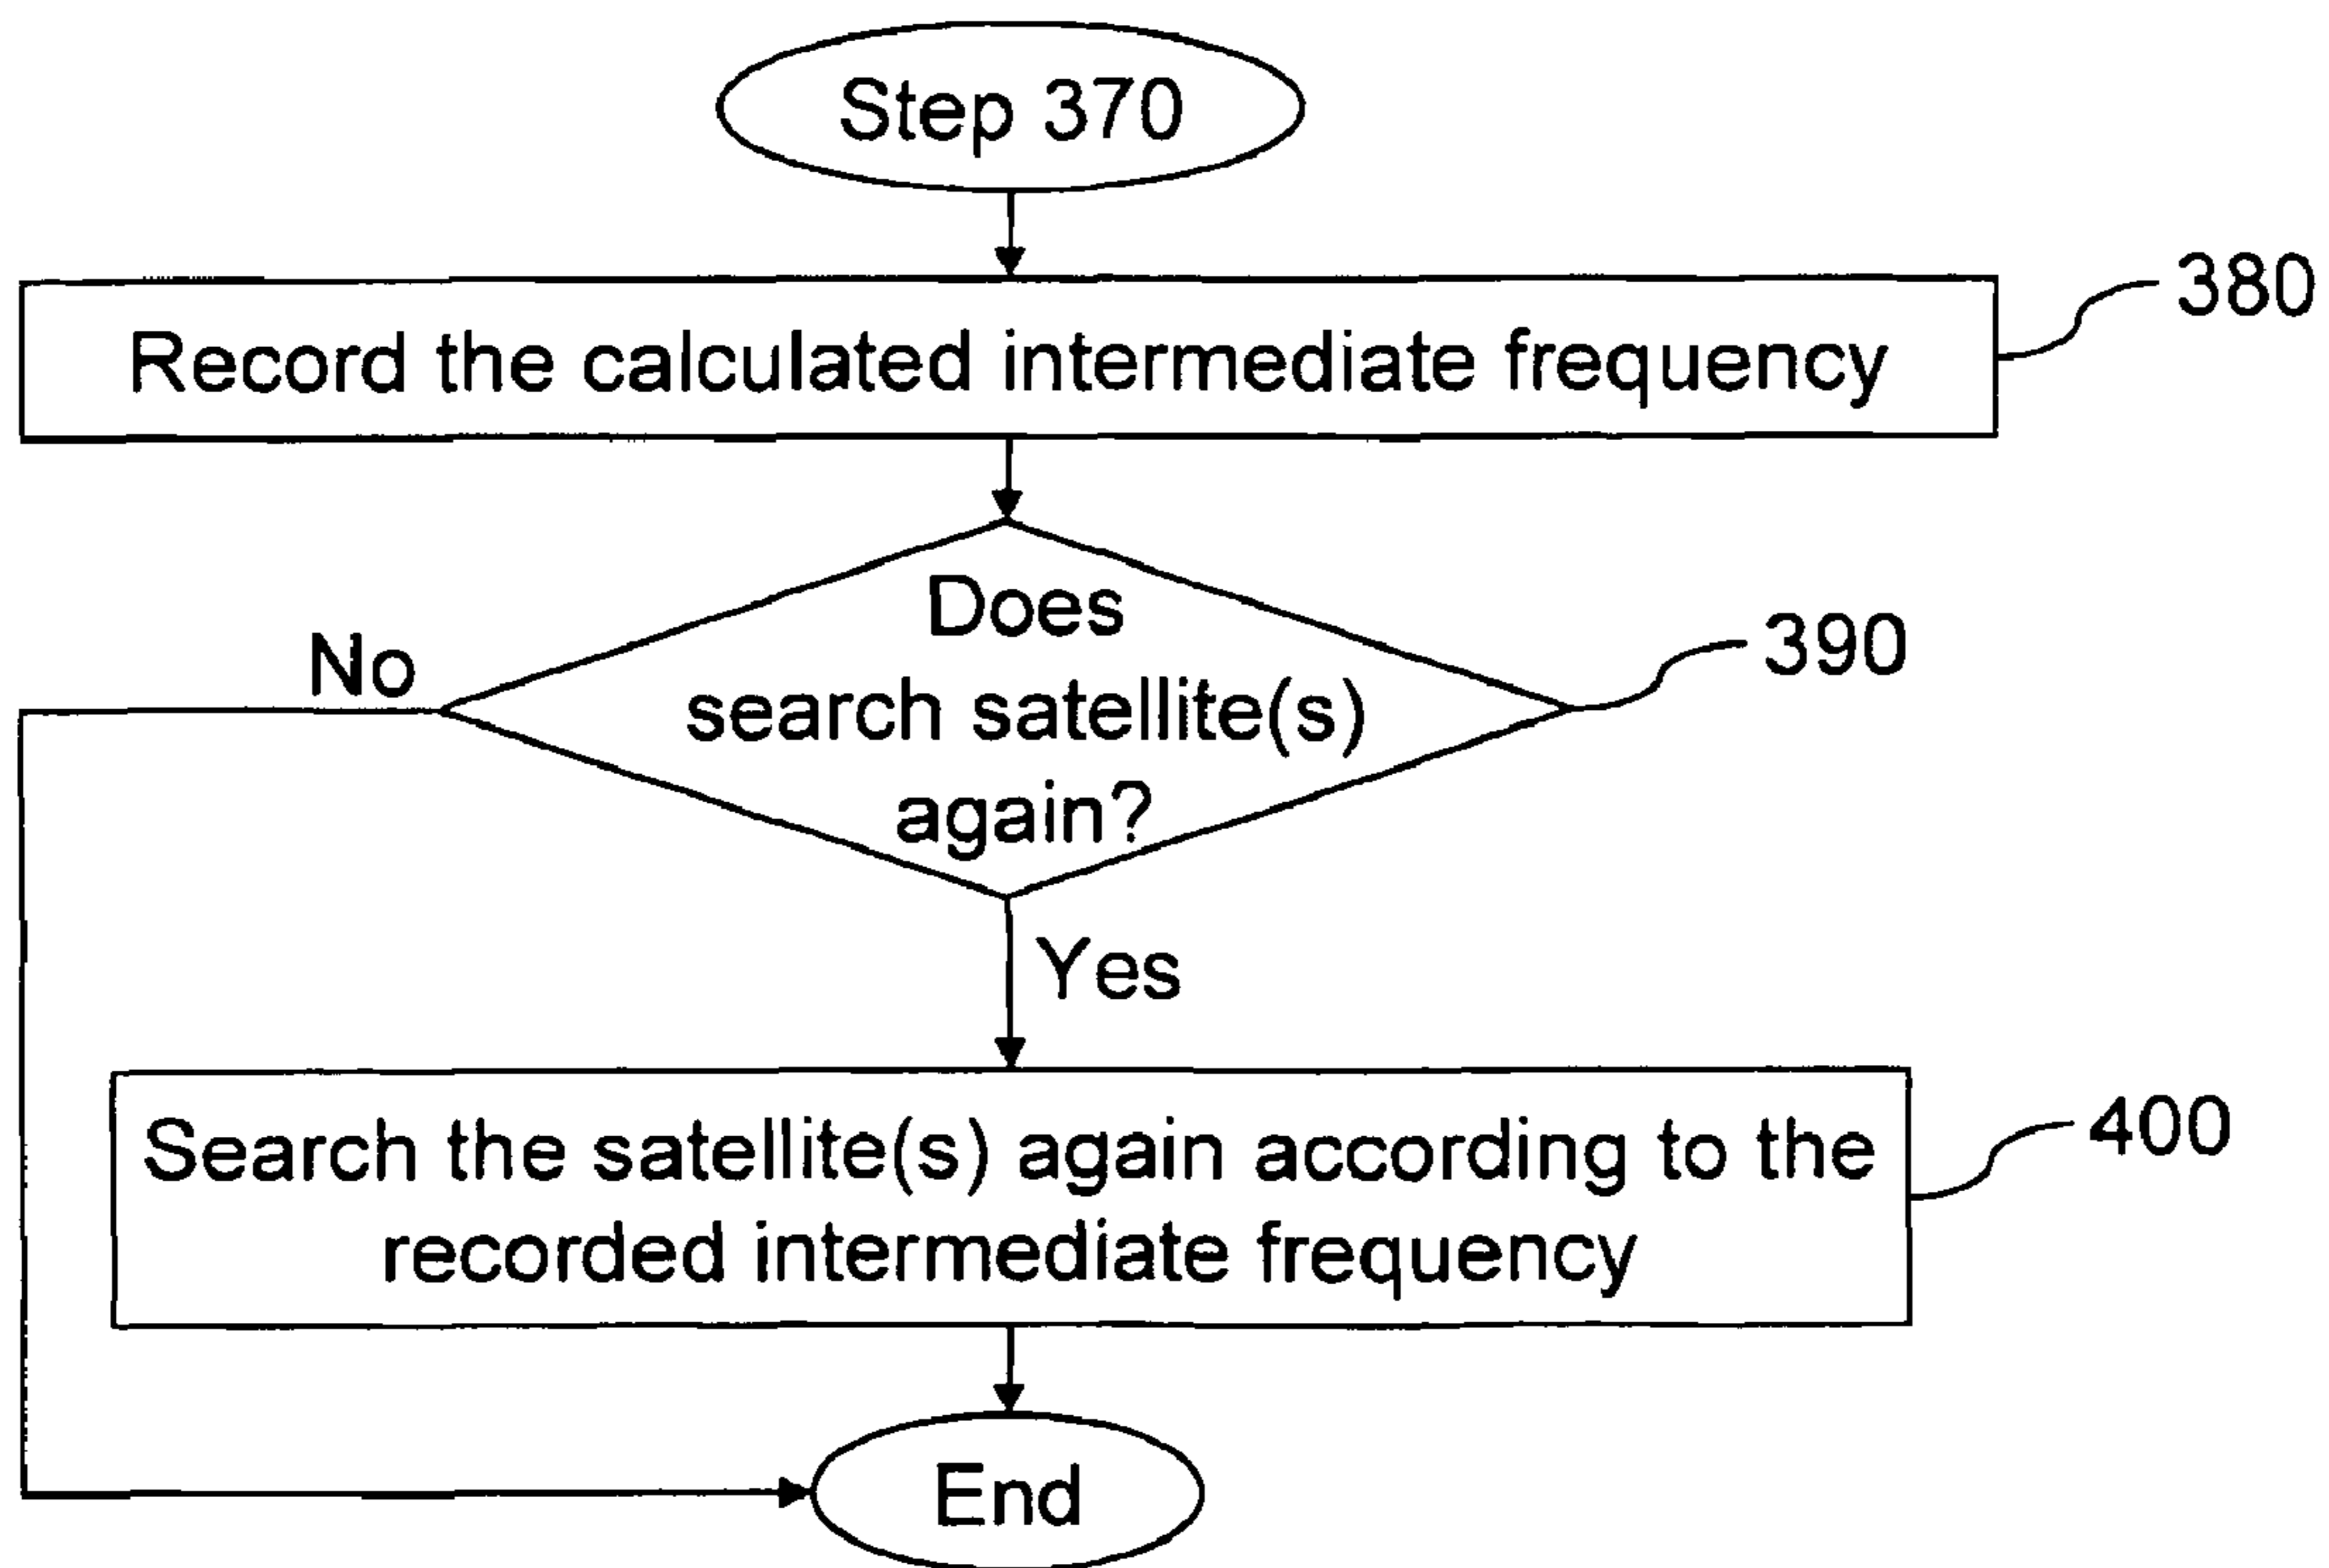 Step 370
380
Record the calculated intermediate frequency
Does
search satellite(s)
again?
390
No
Yes
400
Search the satellite(s) again according to the
recorded intermediate frequency
End